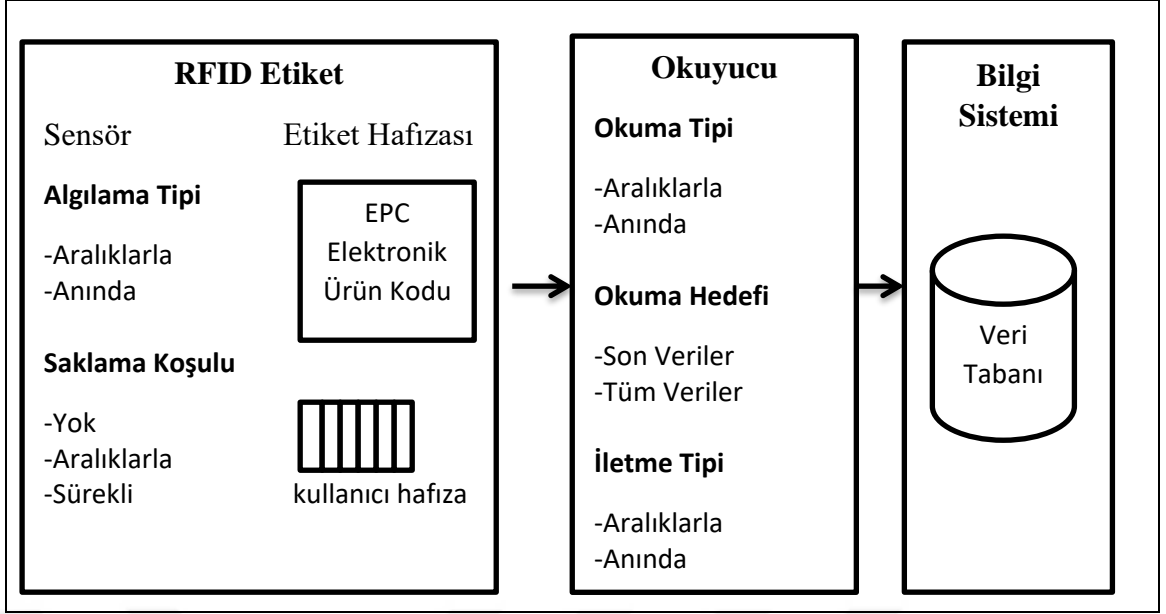 RFID Etiket
Sensör
Etiket Hafızası
Algılama Tipi
-Aralıklarla
-Anında
Saklama Koşulu
-Yok
-Aralıklarla
-Sürekli
EPC
Elektronik
Ürün Kodu
kullanıcı hafıza
Okuyucu
Okuma Tipi
-Aralıklarla
-Anında
Okuma Hedefi
-Son Veriler
-Tüm Veriler
İletme Tipi
-Aralıklarla
-Anında
Bilgi
Sistemi
Veri
Tabanı